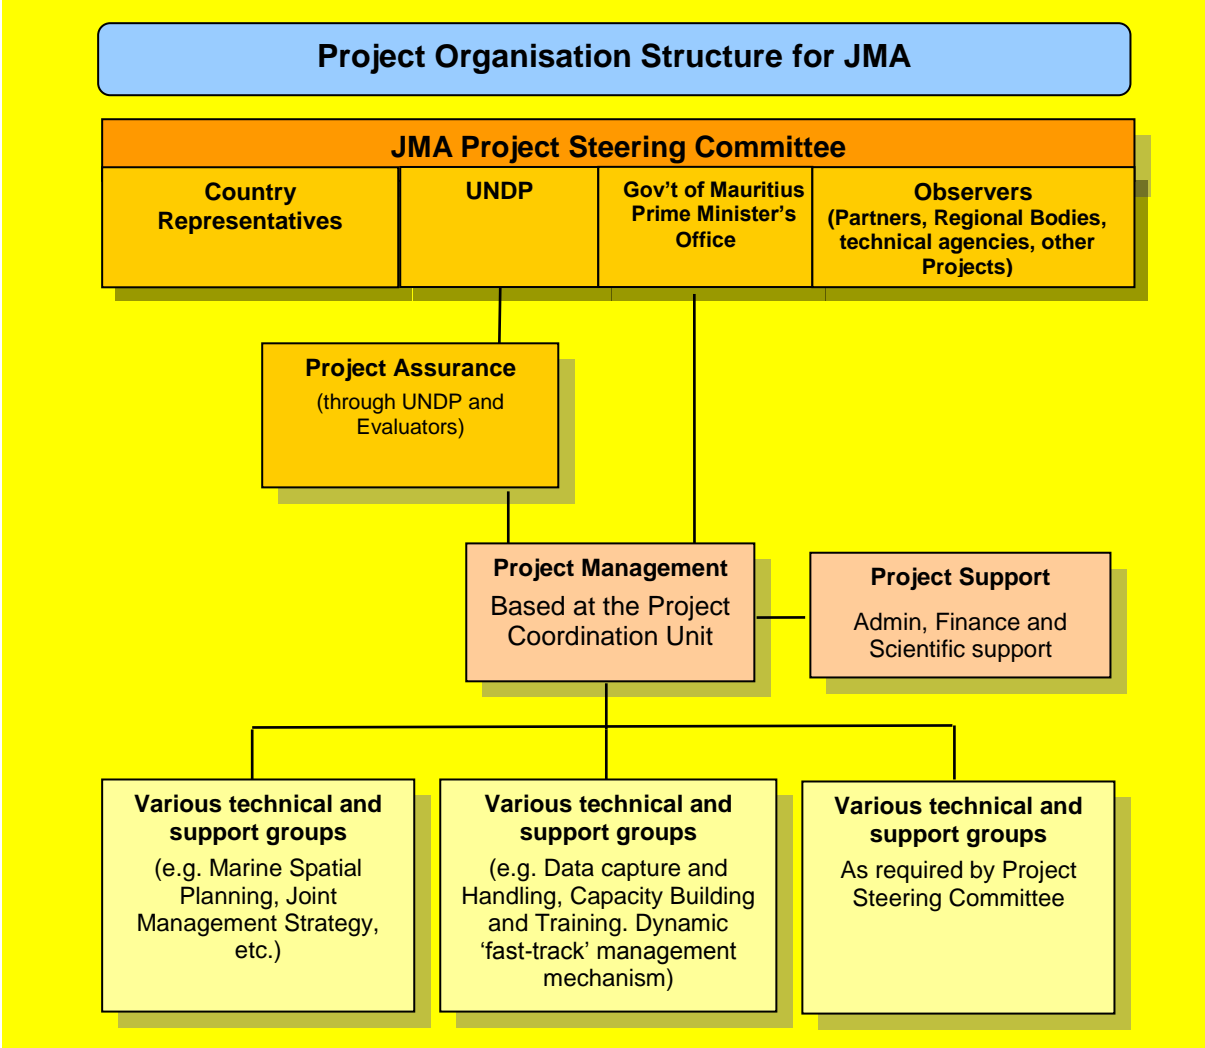 Project Organisation Structure for JMA
JMA Project Steering Committee
Country
Representatives
UNDP
Gov’t of Mauritius
Prime Minister’s
Office
Observers
(Partners, Regional Bodies,
technical agencies, other
Projects)
Project Assurance
(through UNDP and
Evaluators)
Project Management
Based at the Project
Coordination Unit
Project Support
Admin, Finance and
Scientific support
Various technical and
support groups
(e.g. Marine Spatial
Planning, Joint
Management Strategy,
etc.)
Various technical and
support groups
(e.g. Data capture and
Handling, Capacity Building
and Training. Dynamic
‘fast-track’ management
mechanism)
Various technical and
support groups
As required by Project
Steering Committee